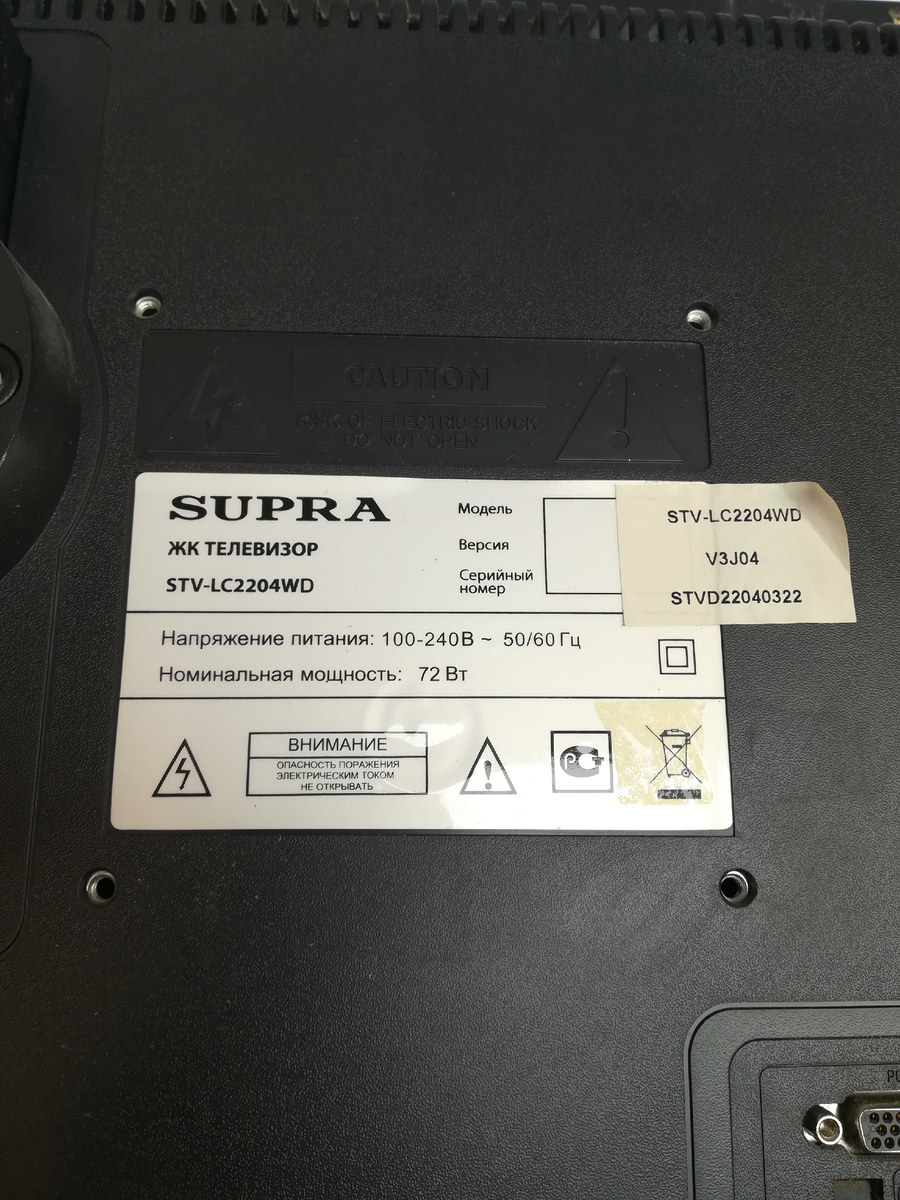 CAUTION
RISK OF ELECTRIC SHOCK
DO NOT OPEN
SUPRA
ЖК ТЕЛЕВИЗОР
STV-LC2204WD
Модель
Версия
Серийный
номер
STV-LC2204WD
V3J04
STVD22040322
Напряжение питания: 100-240В ~ 50/60 Гц
Номинальная мощность: 72 Вт
ВНИМАНИЕ
ОПАСНОСТЬ ПОРАЖЕНИЯ
ЭЛЕКТРИЧЕСКИМ ТОКОМ
НЕ ОТКРЫВАТЬ
РСТ